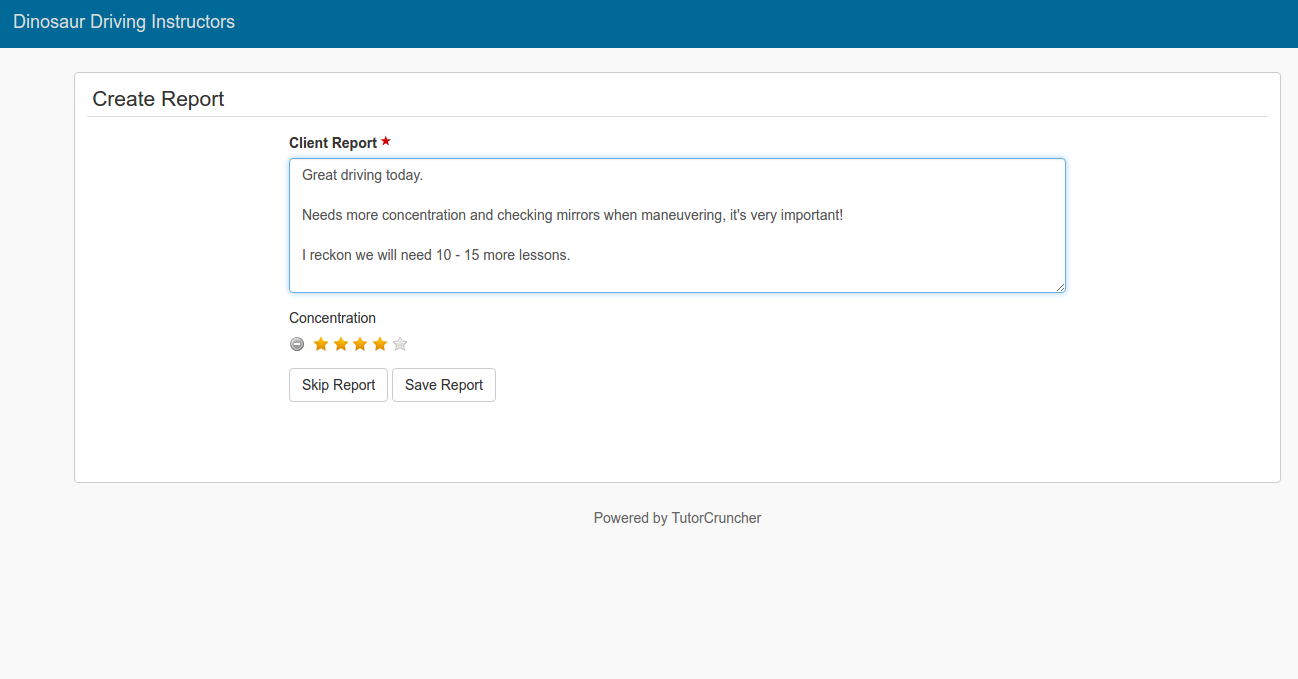 Dinosaur Driving Instructors
Create Report
Client Report ★
Great driving today.
Needs more concentration and checking mirrors when maneuvering, it's very important!
I reckon we will need 10 - 15 more lessons.
Concentration
Skip Report Save Report
Powered by TutorCruncher